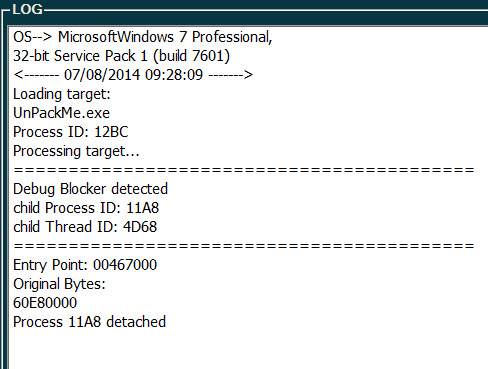 LOG
OS--> MicrosoftWindows 7 Professional,
32-bit Service Pack 1 (build 7601)
<------- 07/08/2014 09:28:09 ------->
Loading target:
UnPackMe.exe
Process ID: 12BC
Processing target...
==========================================
Debug Blocker detected
child Process ID: 11A8
child Thread ID: 4D68
==========================================
Entry Point: 00467000
Original Bytes:
60E80000
Process 11A8 detached